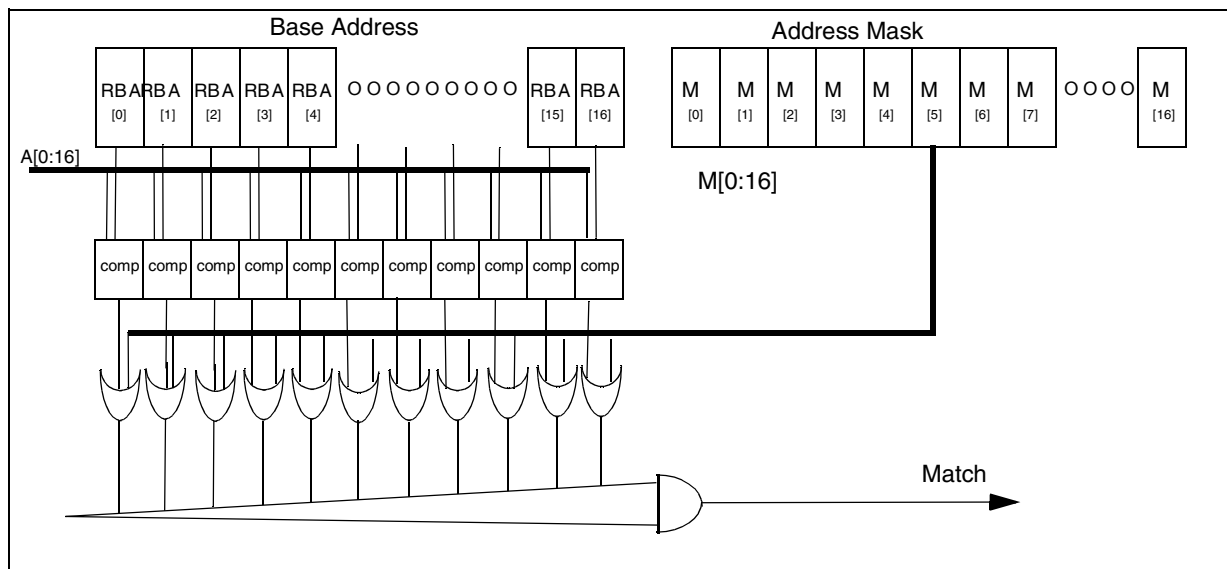 Base Address Address Mask
RBA RBA RBA RBA RBA O O O O O O O O O RBA RBA M M M M M M M M O O O O M
[0] [1] [2] [3] [4] [15] [16] [0] [1] [2] [3] [4] [5] [6] [7] [16]
A[0:16]
M[0:16]
comp comp comp comp comp comp comp comp comp comp comp
Match